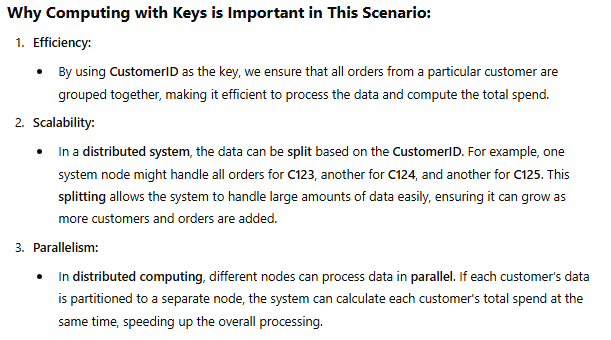 Why Computing with Keys is Important in This Scenario:
1. Efficiency:
• By using CustomerID as the key, we ensure that all orders from a particular customer are
grouped together, making it efficient to process the data and compute the total spend.
2. Scalability:
• In a distributed system, the data can be split based on the CustomerID. For example, one
system node might handle all orders for C123, another for C124, and another for C125. This
splitting allows the system to handle large amounts of data easily, ensuring it can grow as
more customers and orders are added.
3. Parallelism:
• In distributed computing, different nodes can process data in parallel. If each customer's data
is partitioned to a separate node, the system can calculate each customer's total spend at the
same time, speeding up the overall processing.